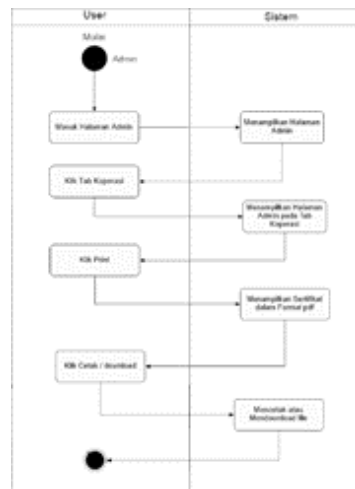 User
Sistem
Mulai
Admin
Masuk Halaman Admin
Menampilkan Halaman
Admin
Klik Tab Koperasi
Menampilkan Halaman
Admin pada Tab
Koperasi
Klik Print
Menampilkan Sertifikat
dalam Format pdf
Klik Cetak / download
Mencetak atau
Mendownload file